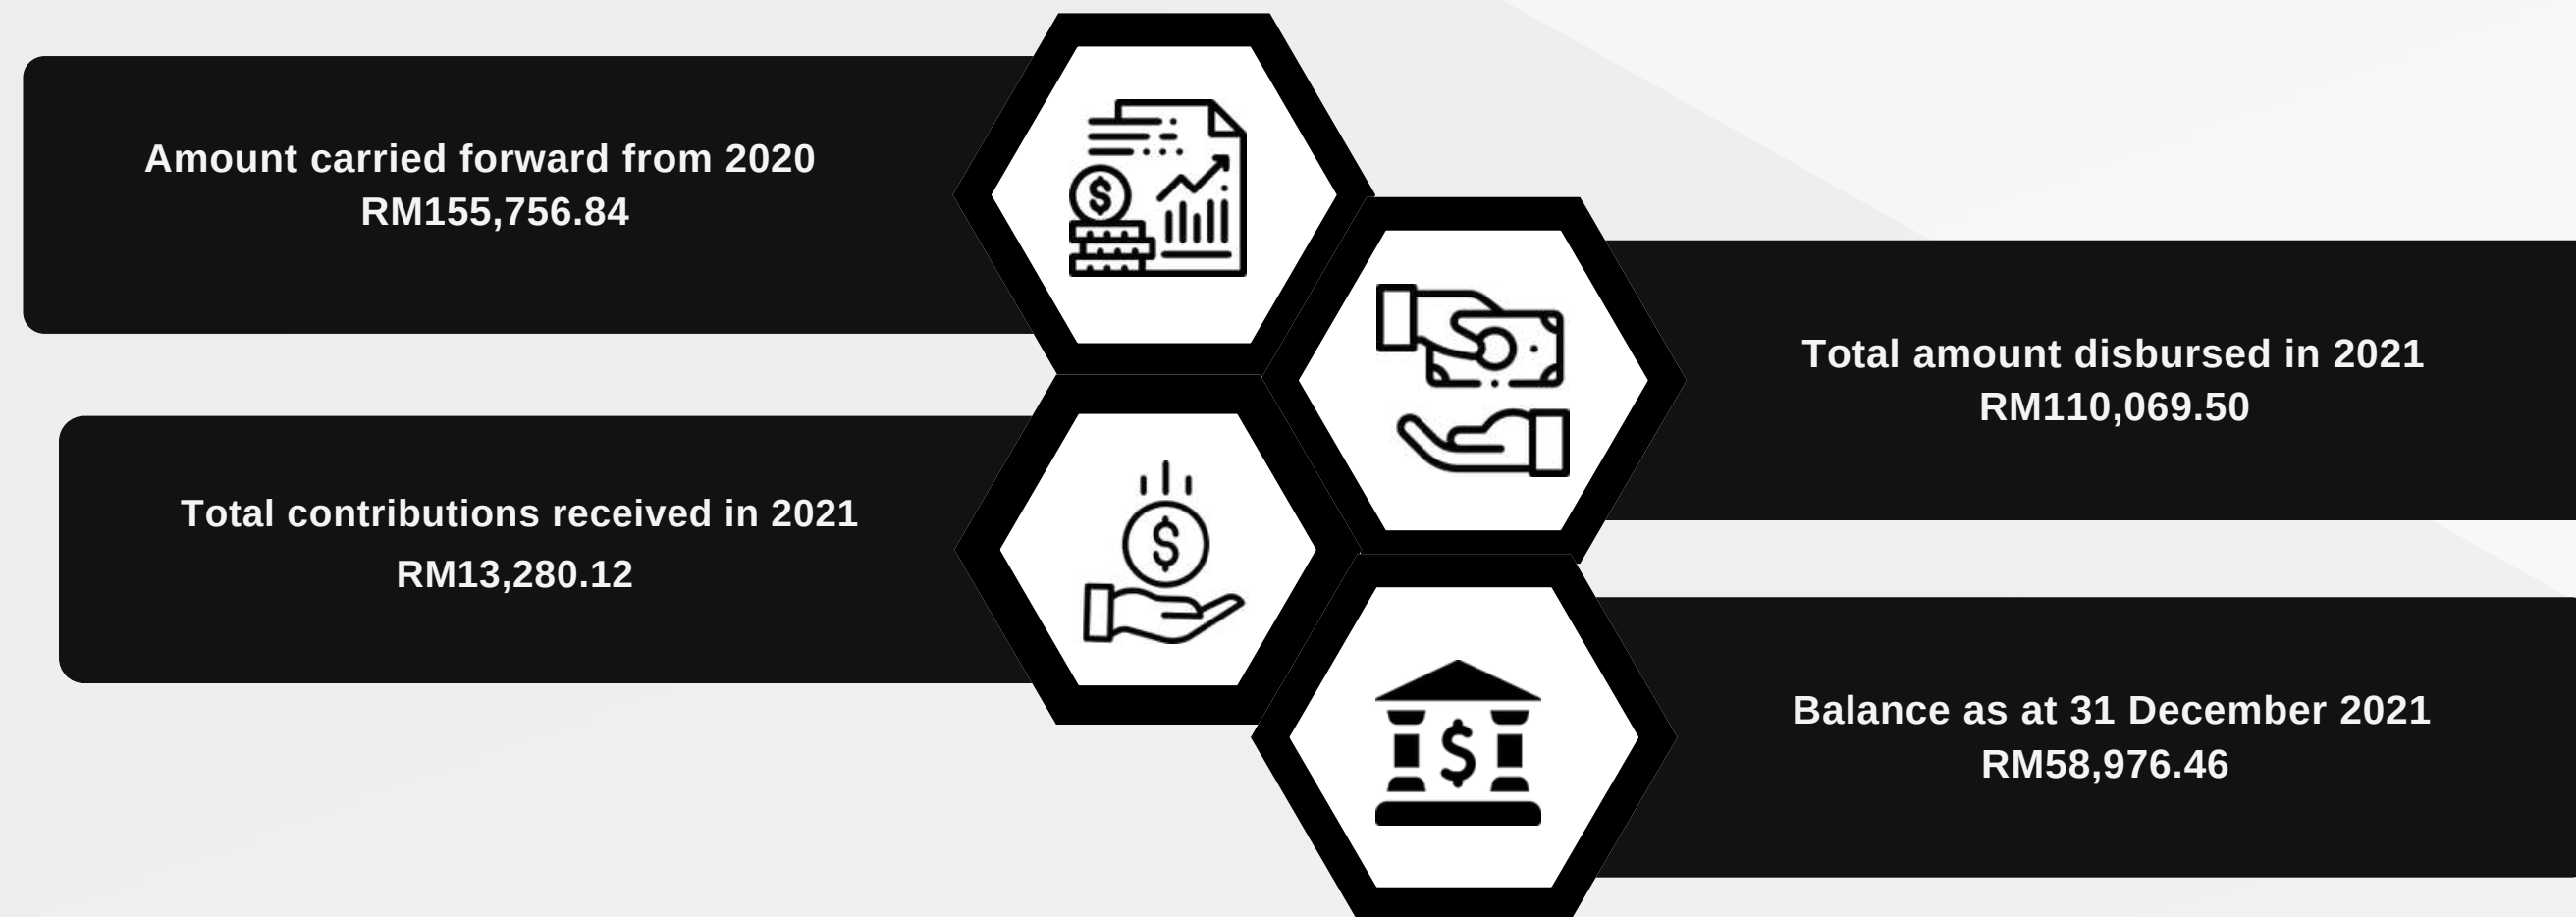 Amount carried forward from 2020
RM155,756.84
Total amount disbursed in 2021
RM110,069.50
Total contributions received in 2021
RM13,280.12
Balance as at 31 December 2021
RM58,976.46